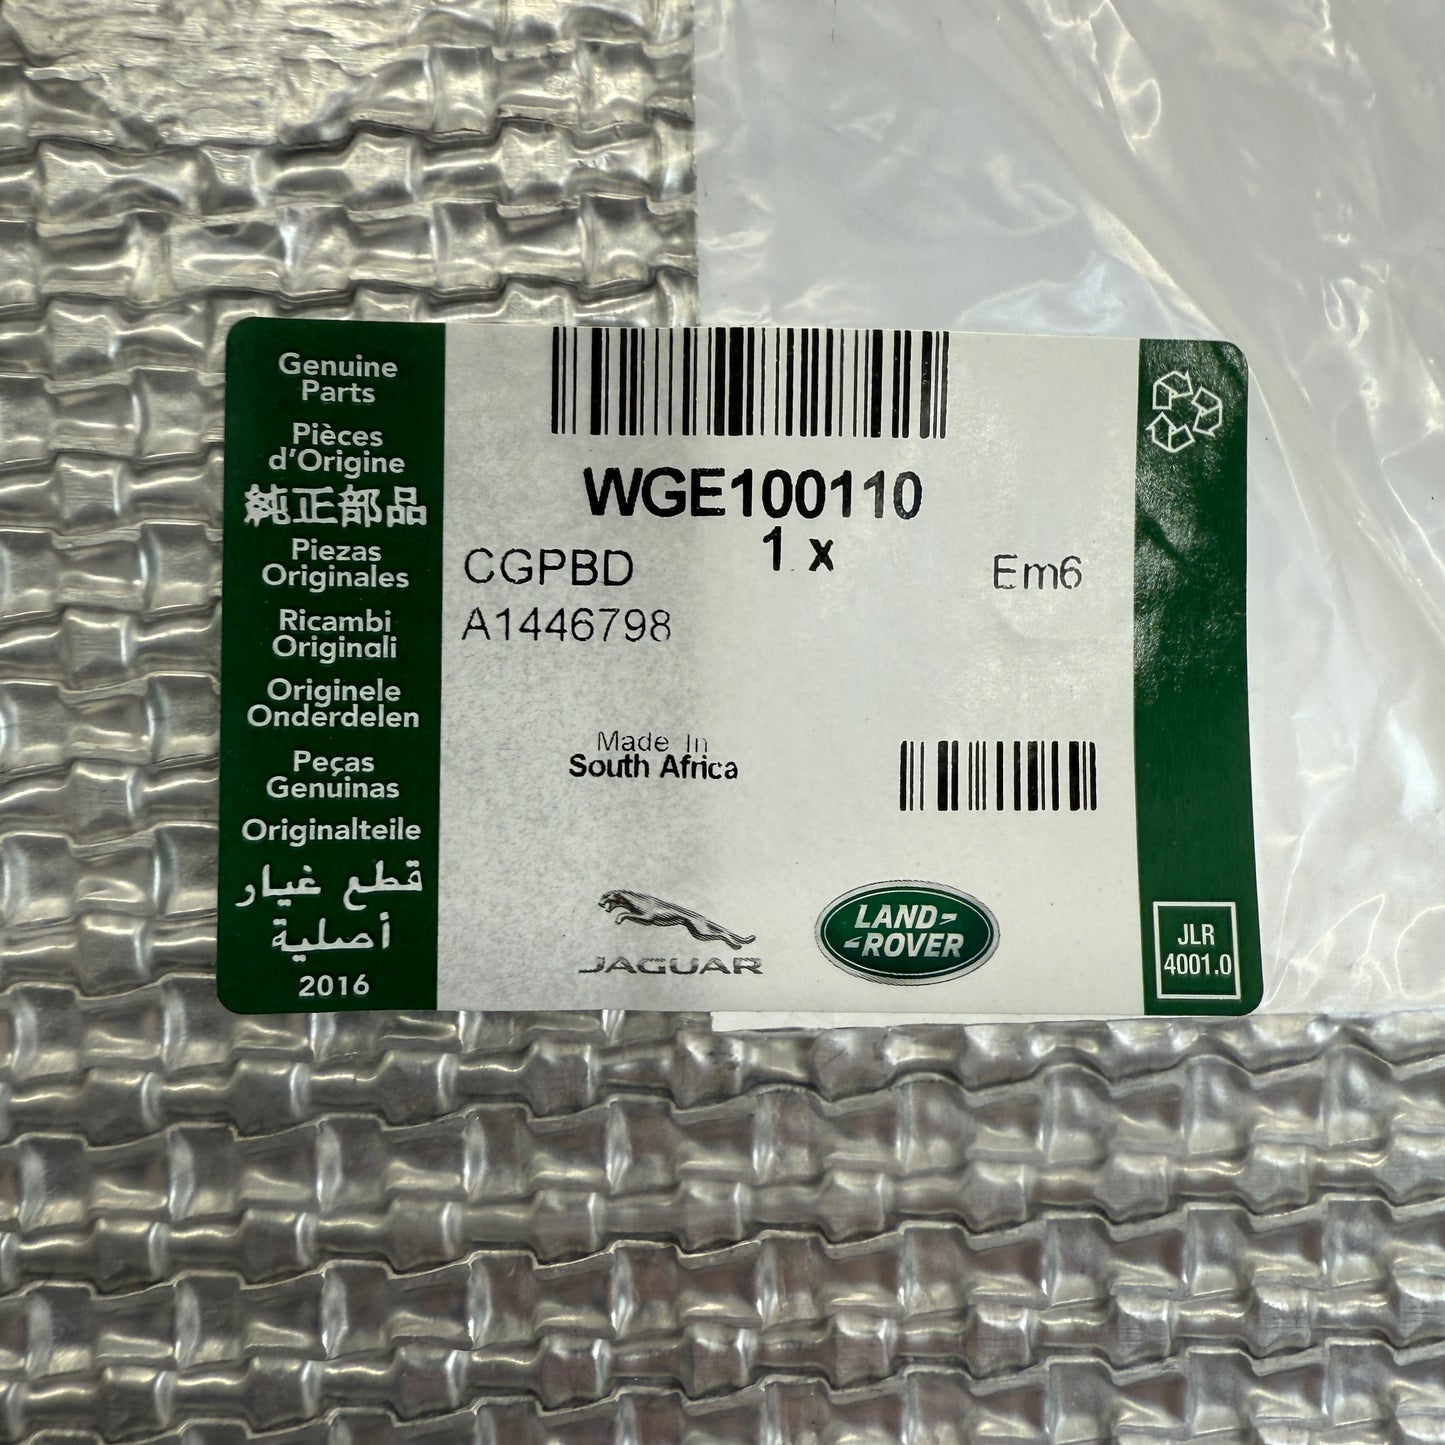 Genuine
Parts
Pièces
d'Origine
純正部品
Piezas
Originales
Ricambi
Originali
Originele
Onderdelen
Peças
Genuinas
Originalteile
قطع غيار
أصلية
2016
WGE100110
1 x
CGPBD
Em6
A1446798
Made In
South Africa
JAGUAR
LAND-
-ROVER
JLR
4001.0